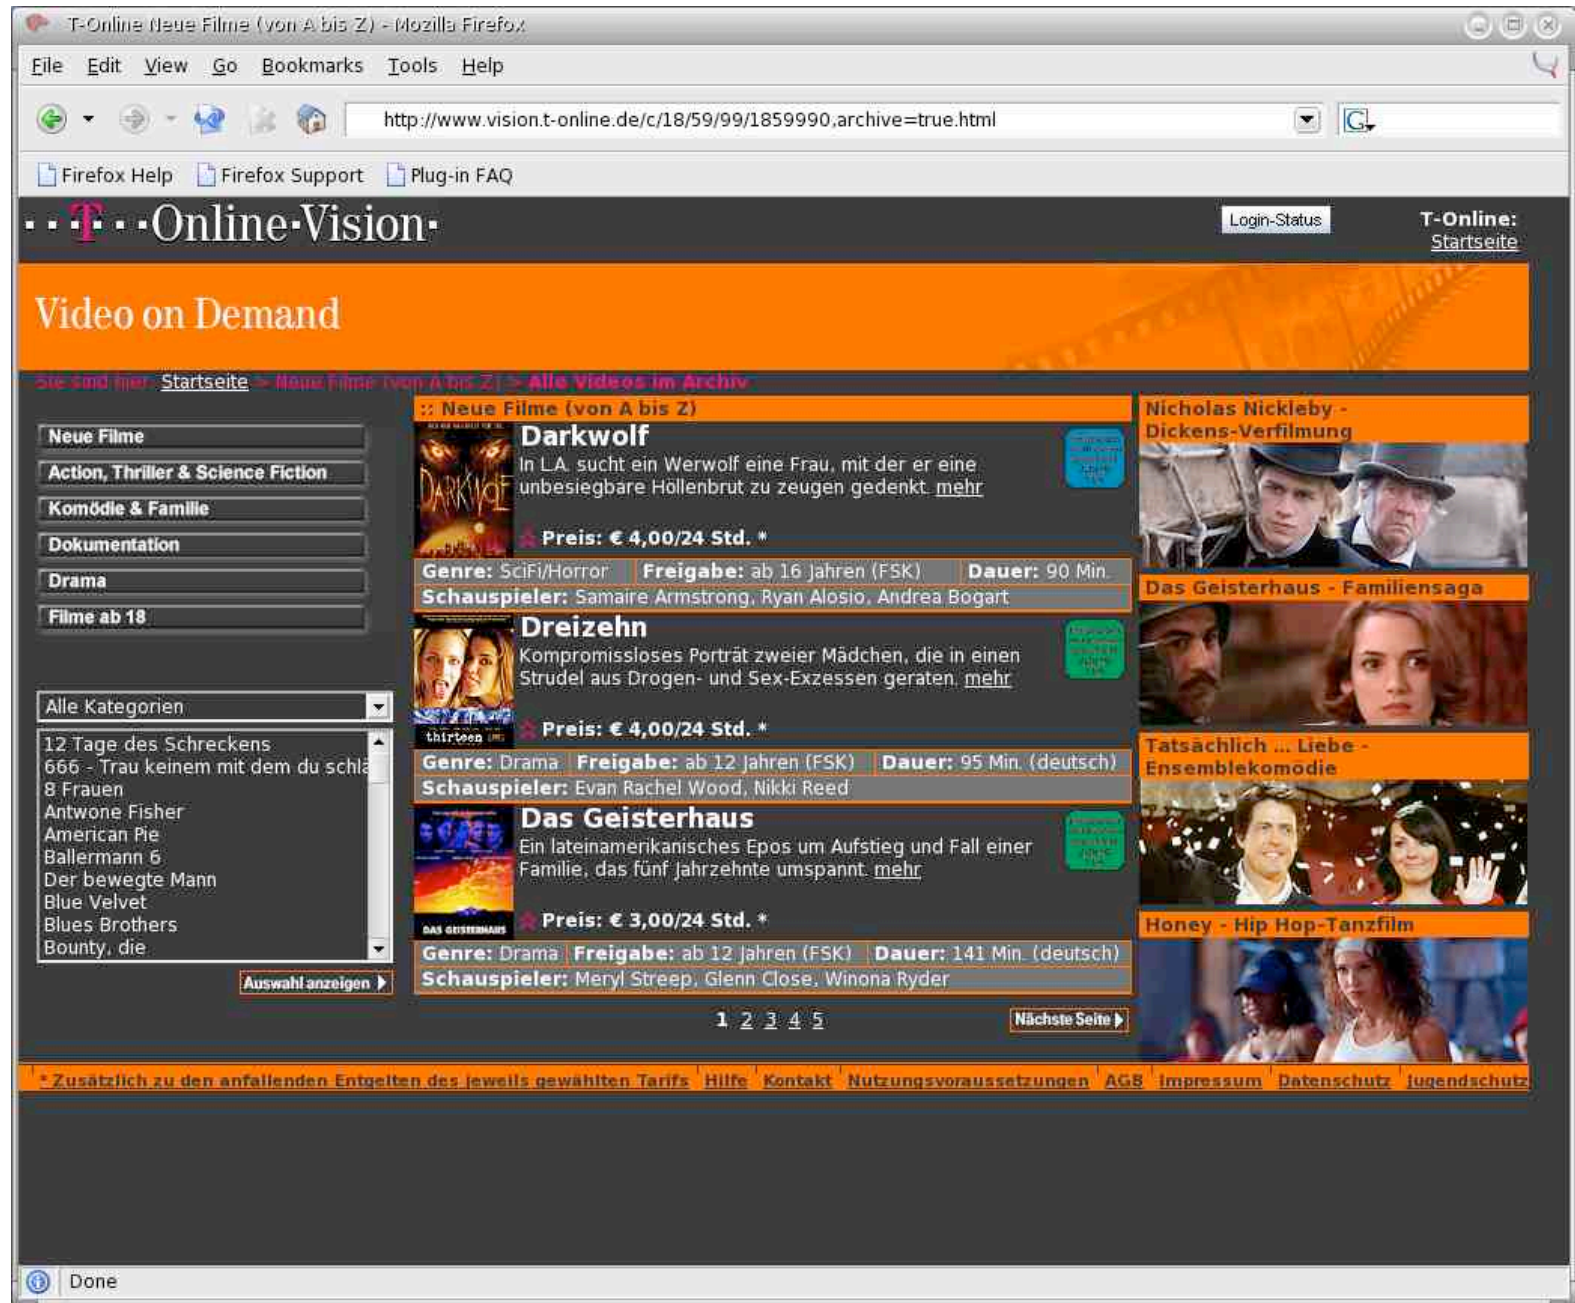 T-Online Neue Filme (von A bis Z) - Mozilla Firefox
File Edit View Go Bookmarks Tools Help
http://www.vision.t-online.de/c/18/59/99/1859990,archive=true.html
G
Firefox Help Firefox Support Plug-in FAQ
···T···Online·Vision·
Login-Status
T-Online:
Startseite
Video on Demand
Sie sind hier: Startseite > Neue Filme (von A bis Z) > Alle Videos im Archiv
Neue Filme
Action, Thriller & Science Fiction
Komödie & Familie
Dokumentation
Drama
Filme ab 18
Alle Kategorien
12 Tage des Schreckens
666 - Trau keinem mit dem du schlä
8 Frauen
Antwone Fisher
American Pie
Ballermann 6
Der bewegte Mann
Blue Velvet
Blues Brothers
Bounty, die
Auswahl anzeigen
:: Neue Filme (von A bis Z)
DARKWOLF
Darkwolf
In L.A. sucht ein Werwolf eine Frau, mit der er eine
unbesiegbare Höllenbrut zu zeugen gedenkt. mehr
Preis: € 4,00/24 Std. *
Genre: SciFi/Horror Freigabe: ab 16 Jahren (FSK) Dauer: 90 Min.
Schauspieler: Samaire Armstrong, Ryan Alosio, Andrea Bogart
thirteen
Dreizehn
Kompromissloses Porträt zweier Mädchen, die in einen
Strudel aus Drogen- und Sex-Exzessen geraten. mehr
Preis: € 4,00/24 Std. *
Genre: Drama Freigabe: ab 12 Jahren (FSK) Dauer: 95 Min. (deutsch)
Schauspieler: Evan Rachel Wood, Nikki Reed
DAS GEISTERHAUS
Das Geisterhaus
Ein lateinamerikanisches Epos um Aufstieg und Fall einer
Familie, das fünf Jahrzehnte umspannt. mehr
Preis: € 3,00/24 Std. *
Genre: Drama Freigabe: ab 12 Jahren (FSK) Dauer: 141 Min. (deutsch)
Schauspieler: Meryl Streep, Glenn Close, Winona Ryder
1 2 3 4 5
Nächste Seite
Nicholas Nickleby -
Dickens-Verfilmung
Das Geisterhaus - Familiensaga
Tatsächlich ... Liebe -
Ensemblekomödie
Honey - Hip Hop-Tanzfilm
* Zusätzlich zu den anfallenden Entgelten des jeweils gewählten Tarifs Hilfe Kontakt Nutzungsvoraussetzungen AGB Impressum Datenschutz Jugendschutz
Done